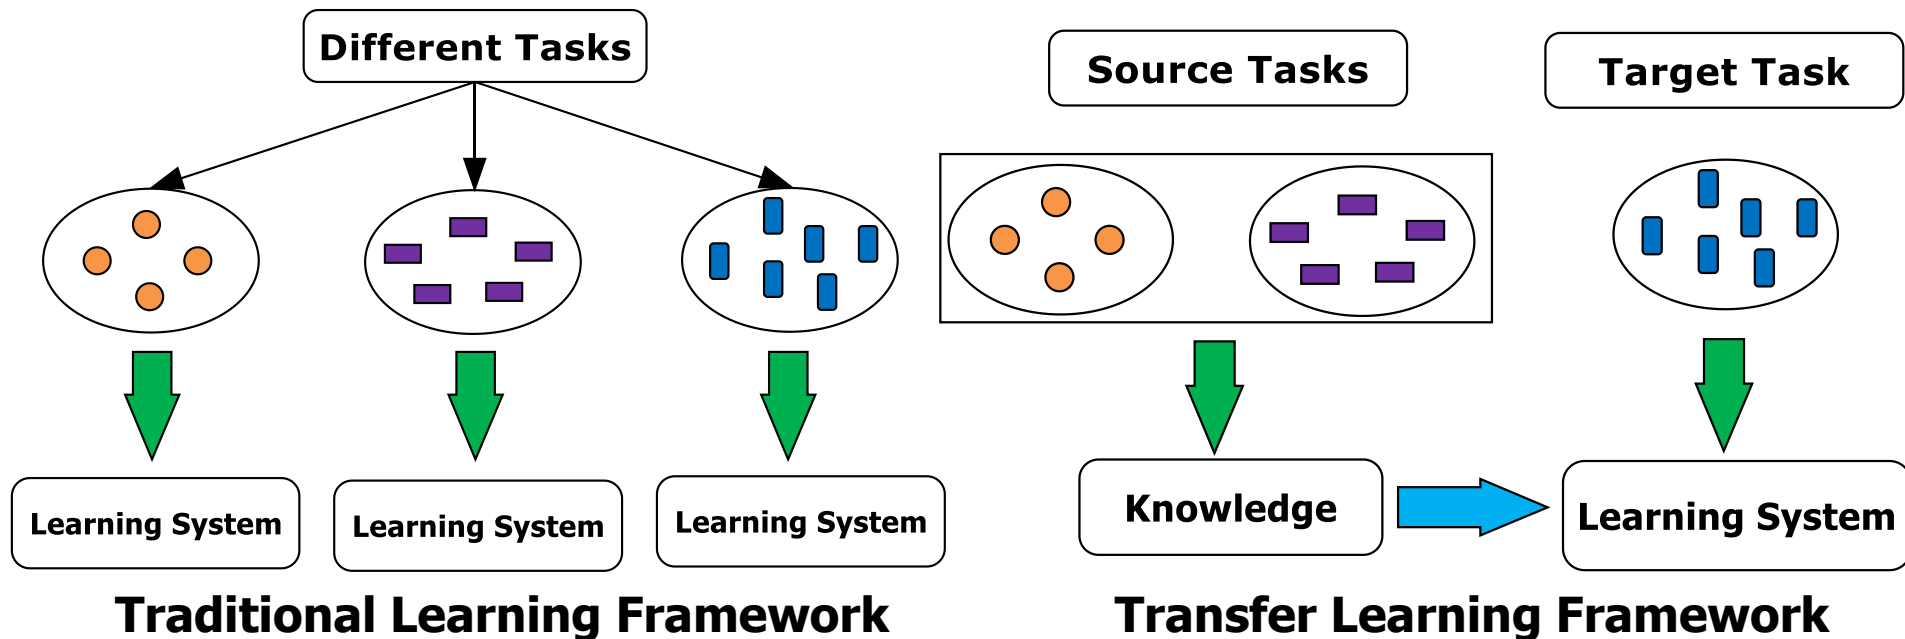 Different Tasks
Source Tasks
Target Task
Learning System
Learning System
Learning System
Knowledge
Learning System
Traditional Learning Framework
Transfer Learning Framework